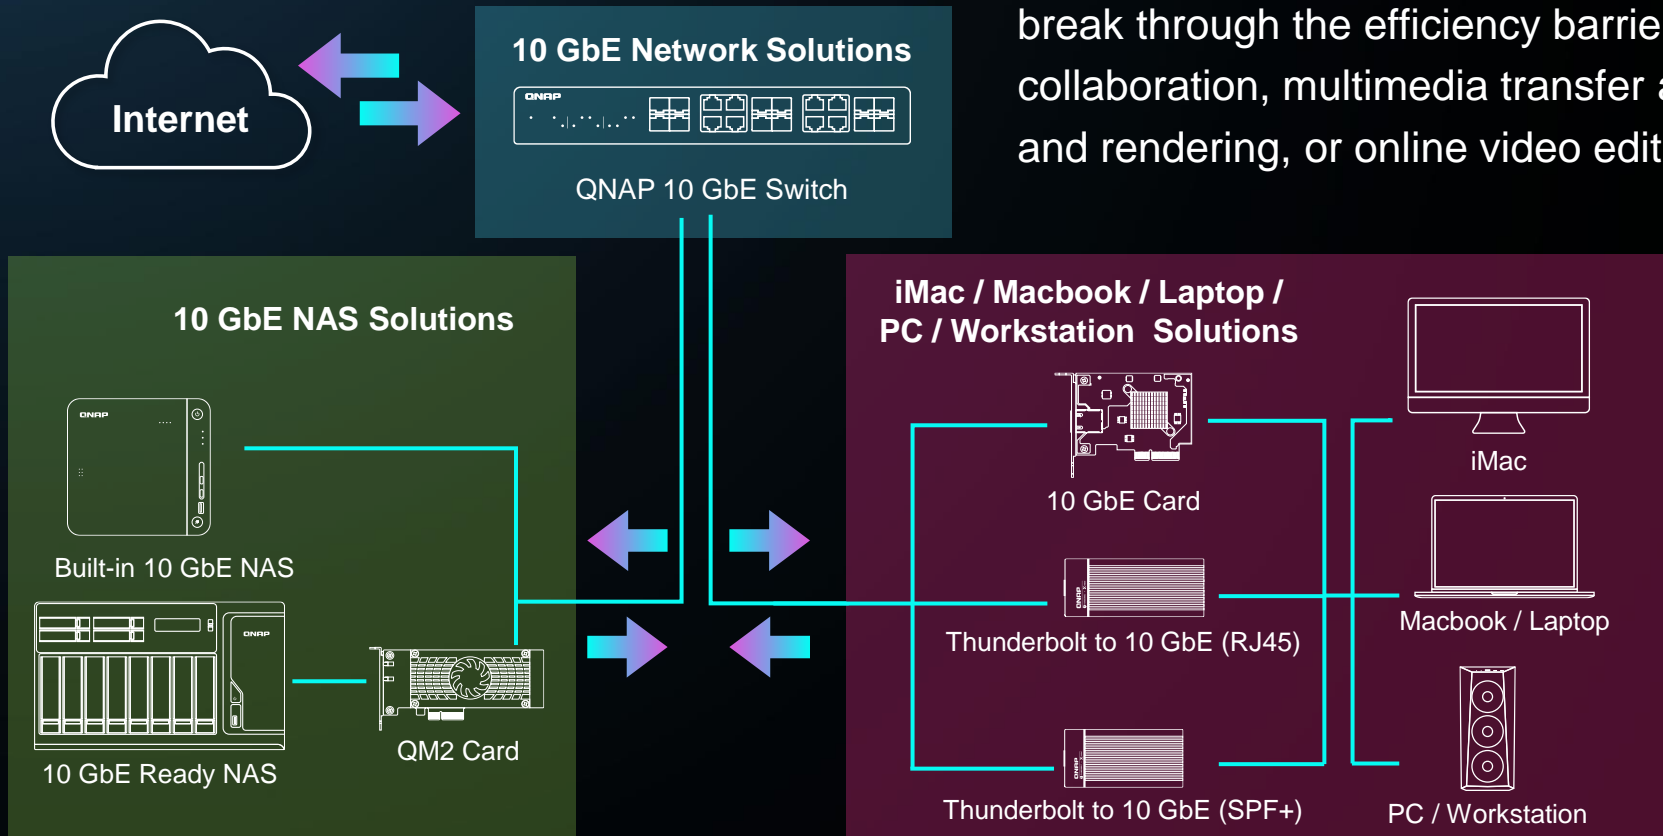 break through the efficiency barrie
collaboration, multimedia transfer a
and rendering, or online video edit
Internet
10 GbE Network Solutions
QNAP
QNAP 10 GbE Switch
10 GbE NAS Solutions
QNAP
Built-in 10 GbE NAS
QNAP
10 GbE Ready NAS
QM2 Card
iMac / Macbook / Laptop /
PC / Workstation Solutions
10 GbE Card
QNAP
Thunderbolt to 10 GbE (RJ45)
QNAP
Thunderbolt to 10 GbE (SPF+)
iMac
Macbook / Laptop
PC / Workstation